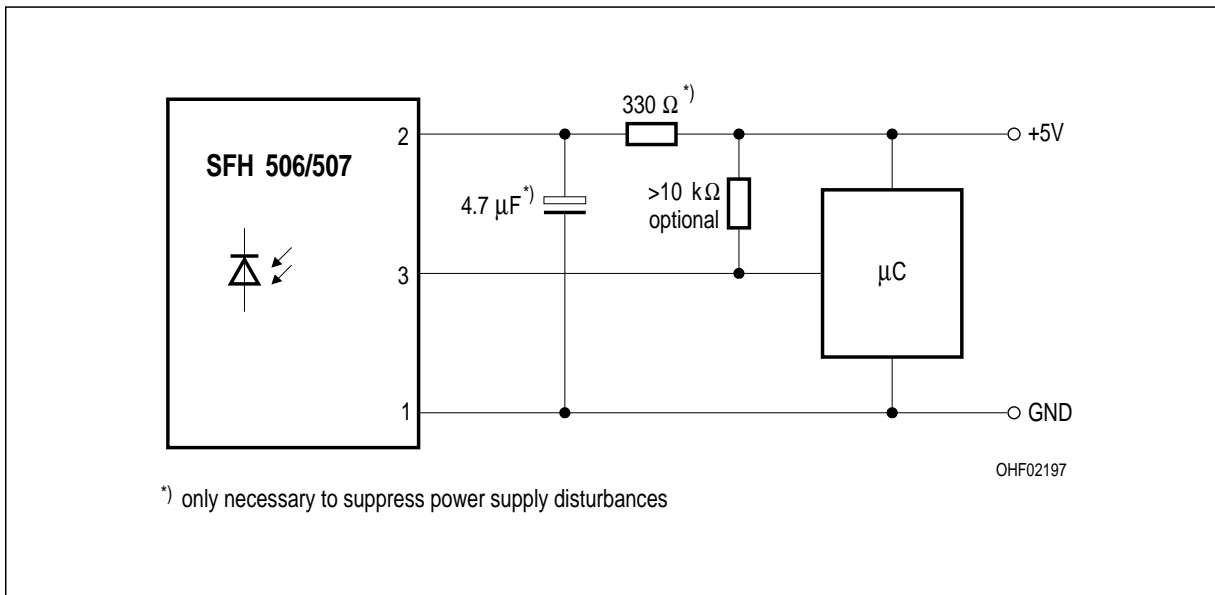 330 Ω *)
2
+5V
SFH 506/507
4.7 µF *)
>10 kΩ
optional
3
µC
1
GND
OHF02197
*) only necessary to suppress power supply disturbances